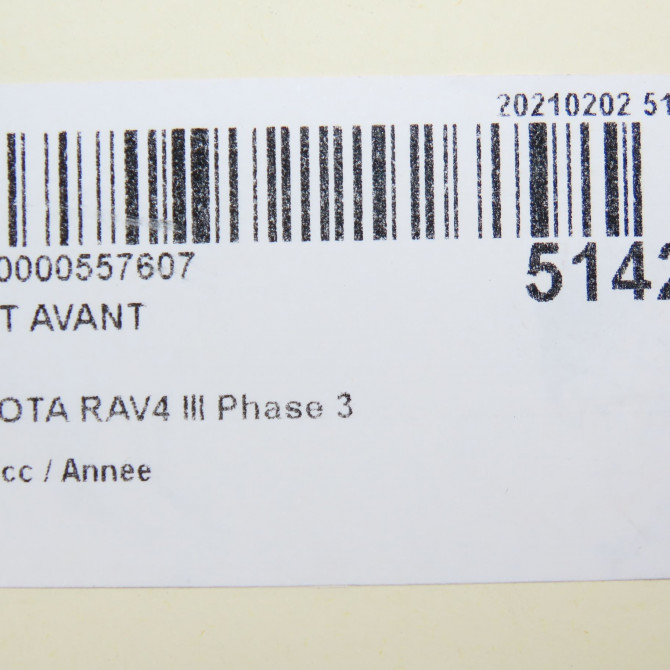 20210202 51
0000557607
5142
T AVANT
OTA RAV4 III Phase 3
cc / Annee